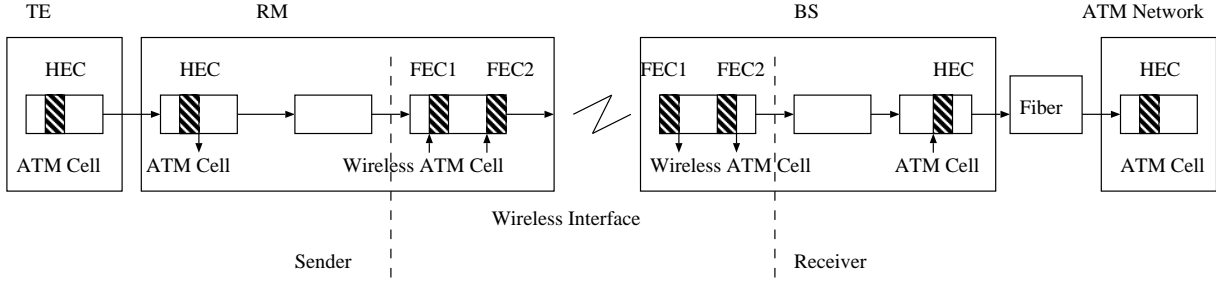 TE RM BS ATM Network
HEC HEC FEC1 FEC2 FEC1 FEC2 HEC HEC
Fiber
ATM Cell ATM Cell Wireless ATM Cell Wireless ATM Cell ATM Cell ATM Cell
Wireless Interface
Sender Receiver